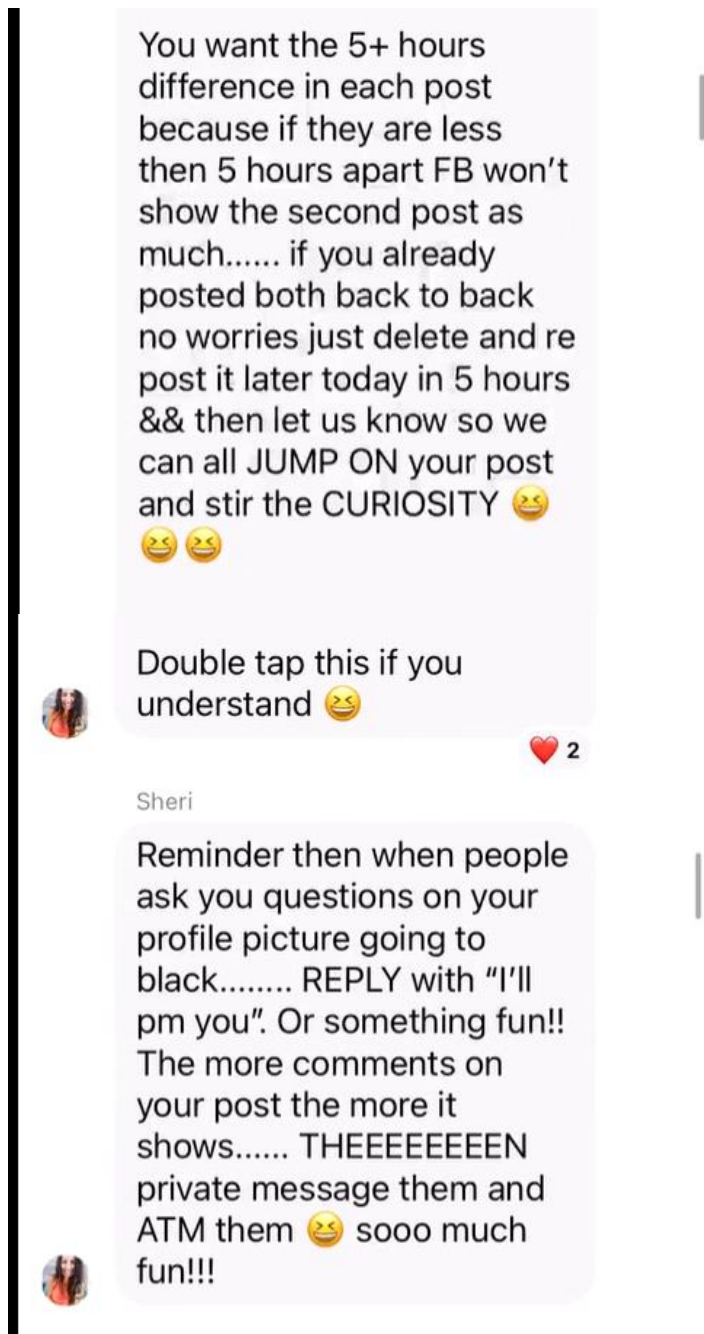 You want the 5+ hours
difference in each post
because if they are less
then 5 hours apart FB won’t
show the second post as
much...... if you already
posted both back to back
no worries just delete and re
post it later today in 5 hours
&& then let us know so we
can all JUMP ON your post
and stir the CURIOSITY 😆
😆😆
Double tap this if you
understand 😆
❤️ 2
Sheri
Reminder then when people
ask you questions on your
profile picture going to
black........ REPLY with “I’ll
pm you”. Or something fun!!
The more comments on
your post the more it
shows...... THEEEEEEEEN
private message them and
ATM them 😆 sooo much
fun!!!